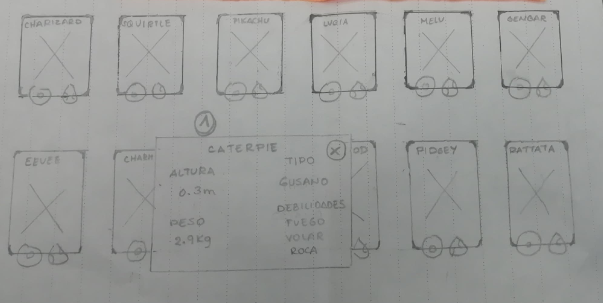 CHARIZARD
SQUIRTLE
PIKACHU
LUGIA
MEW
GENGAR
1
EEVEE
CHARM
CATERPIE
X
OD
PIDGEY
RATTATA
ALTURA
0.3m
PESO
2.9kg
TIPO
GUSANO
DEBILIDADES
FUEGO
VOLAR
ROCA